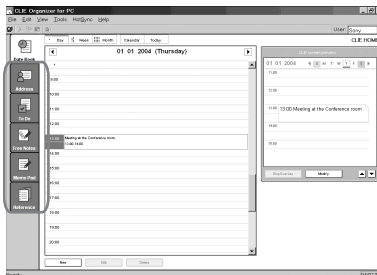 CLIE Organizer for PC
File Edit View Tools HotSync Help
User: Sony
Day Week Month Calendar Today
CLIE HOME
Date Book
Address
To Do
Free Notes
Memo Pad
Reference
01 01 2004 (Thursday)
9:00
10:00
11:00
12:00
13:00 Meeting at the Conference room
13:00-14:00
14:00
15:00
16:00
17:00
18:00
19:00
20:00
New Edit Delete
CLIE screen preview
01 01 2004 S M T W T F S
11:00
12:00
13:00 13:00 Meeting at the Conference room
14:00
15:00
Modify